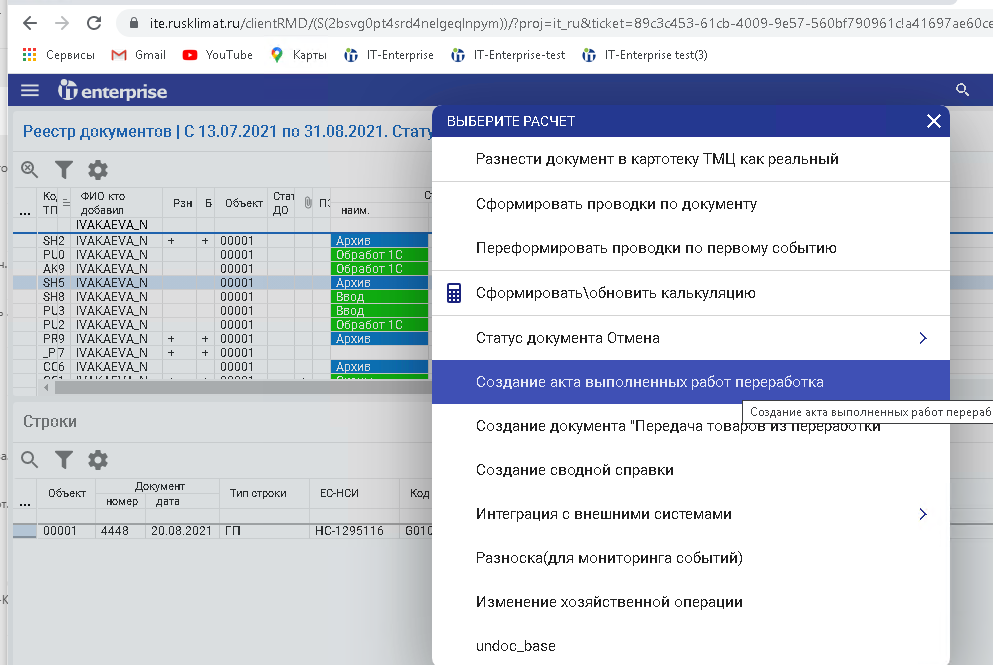 ite.rusklimat.ru/clientRMD/(S(2bsvg0pt4srd4nelgeqlnpym))/?proj=it_ru&ticket=89c3c453-61cb-4009-9e57-560bf790961c1a41697ae60ce
Сервисы Gmail YouTube Карты IT-Enterprise IT-Enterprise-test IT-Enterprise test(3)
it enterprise
Реестр документов | С 13.07.2021 по 31.08.2021. Стату
ВЫБЕРИТЕ РАСЧЕТ
Разнести документ в картотеку ТМЦ как реальный
Сформировать проводки по документу
Переформировать проводки по первому событию
Сформировать\обновить калькуляцию
Статус документа Отмена
Создание акта выполненных работ переработка
Создание акта выполненных работ перераб
Создание документа "Передача товаров из переработки"
Создание сводной справки
Интеграция с внешними системами
Разноска(для мониторинга событий)
Изменение хозяйственной операции
undoc_base
... Ко, ТП ФИО кто добавил Рзн Б Объект Стат ДО ПЗ С
наим.
IVAKAEVA_N
SH2 IVAKAEVA_N + + 00001 Архив
PU0 IVAKAEVA_N 00001 Обработ 1С
AK9 IVAKAEVA_N 00001 Обработ 1С
SH5 IVAKAEVA_N 00001 Архив
SH8 IVAKAEVA_N 00001 Ввод
PU3 IVAKAEVA_N 00001 Ввод
PU2 IVAKAEVA_N 00001 Обработ 1С
PR9 IVAKAEVA_N + + 00001 Архив
_P7 IVAKAEVA_N + + 00001
CC6 IVAKAEVA_N 00001 Архив
Строки
... Объект Документ Тип строки ЕС-НСИ Код
номер дата
00001 4448 20.08.2021 ГП НС-1295116 G010